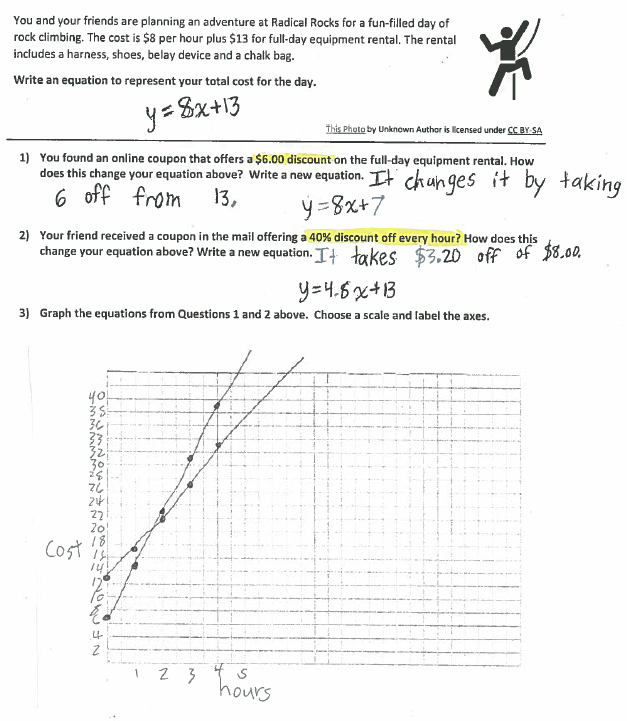 You and your friends are planning an adventure at Radical Rocks for a fun-filled day of
rock climbing. The cost is $8 per hour plus $13 for full-day equipment rental. The rental
includes a harness, shoes, belay device and a chalk bag.
Write an equation to represent your total cost for the day.
y = 8x+13
This Photo by Unknown Author is licensed under CC BY-SA
1) You found an online coupon that offers a $6.00 discount on the full-day equipment rental. How
does this change your equation above? Write a new equation. It changes it by taking
6 off from 13.
y = 8x+7
2) Your friend received a coupon in the mail offering a 40% discount off every hour? How does this
change your equation above? Write a new equation. It takes $3.20 off of $8.00.
y=4.8x+13
3) Graph the equations from Questions 1 and 2 above. Choose a scale and label the axes.
40
38
36
33
32
30
28
26
24
22
20
18
Cost
14
12
10
8
6
4
2
1 2 3 4 5
hours